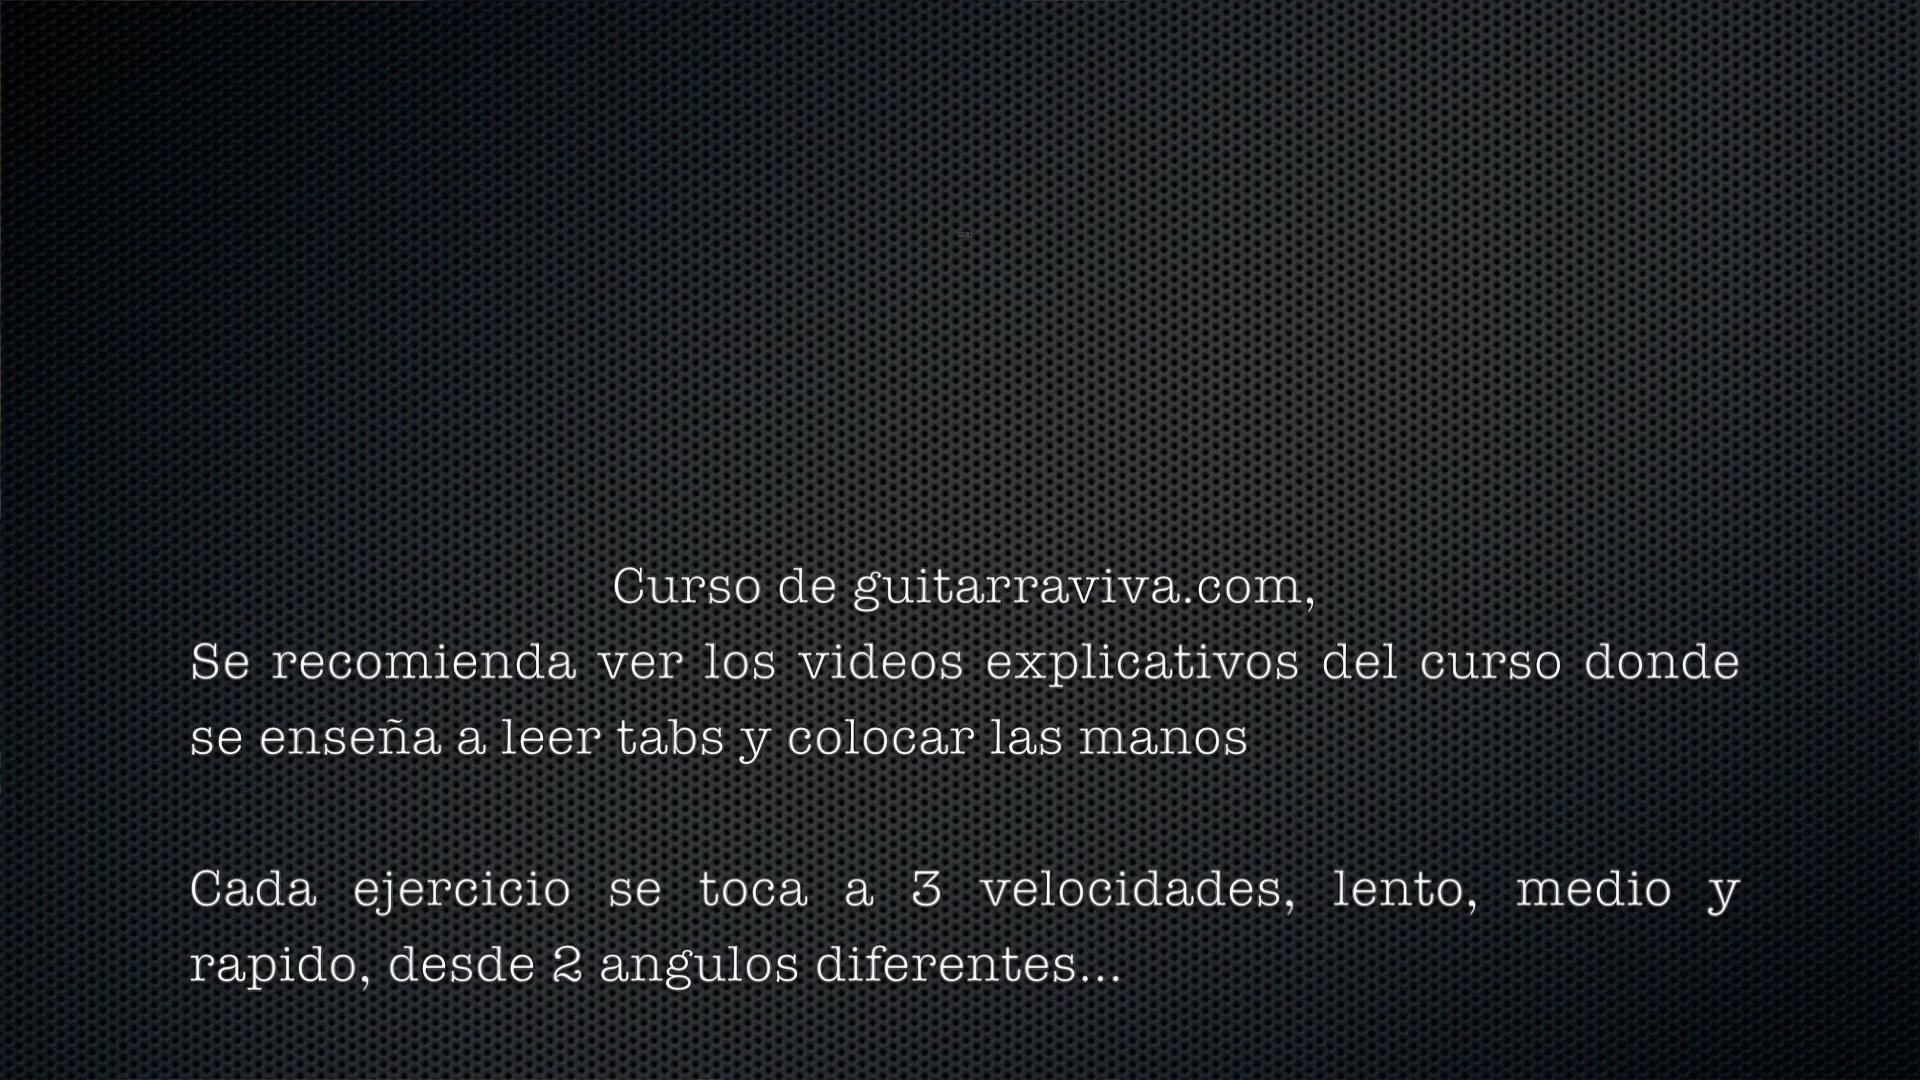 Curso de guitarraviva.com,
Se recomienda ver los videos explicativos del curso donde
se enseña a leer tabs y colocar las manos
Cada ejercicio se toca a 3 velocidades, lento, medio y
rapido, desde 2 angulos diferentes...